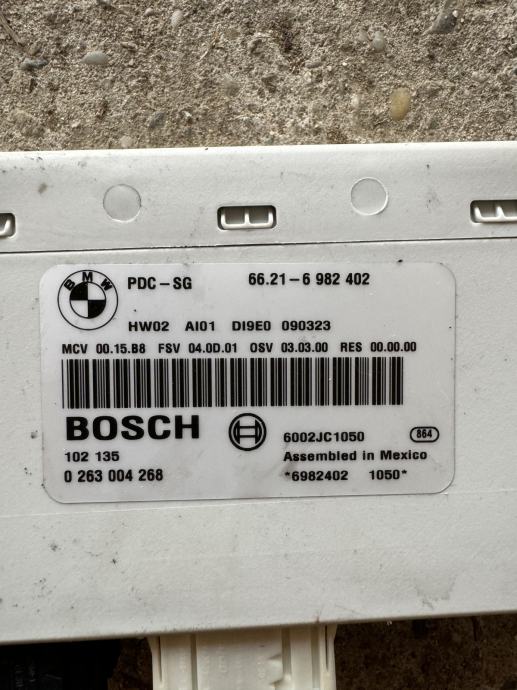 BMW
PDC-SG 66.21-6 982 402
HW02 AI01 DI9E0 090323
MCV 00.15.B8 FSV 04.0D.01 OSV 03.03.00 RES 00.00.00
BOSCH
6002JC1050 864
102 135 Assembled in Mexico
0 263 004 268 *6982402 1050*